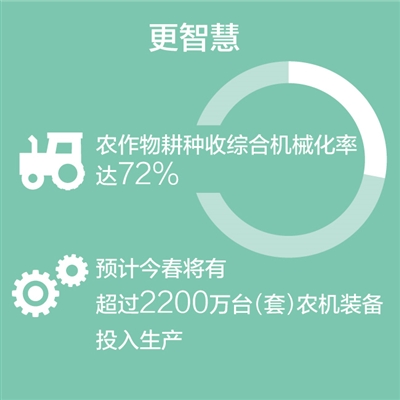 更智慧
农作物耕种收综合机械化率
达72%
预计今春将有
超过2200万台(套)农机装备
投入生产